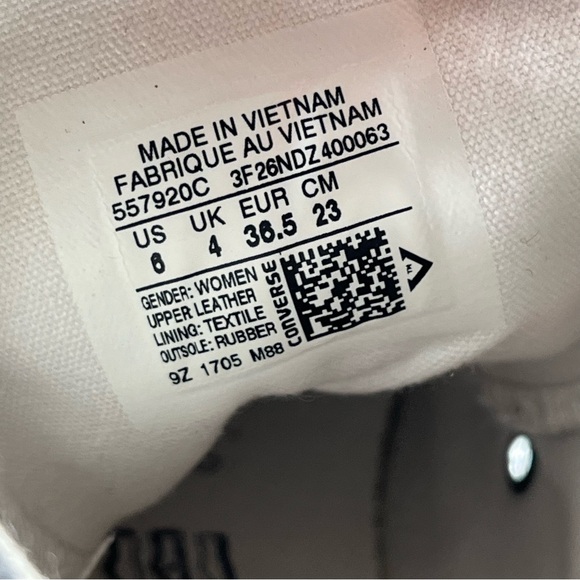 MADE IN VIETNAM
FABRIQUE AU VIETNAM
557920C 3F26NDZ400063
US UK EUR CM
6 4 36.5 23
GENDER: WOMEN
UPPER LEATHER
LINING: TEXTILE
OUTSOLE: RUBBER
9Z 1705 M88
CONVERSE